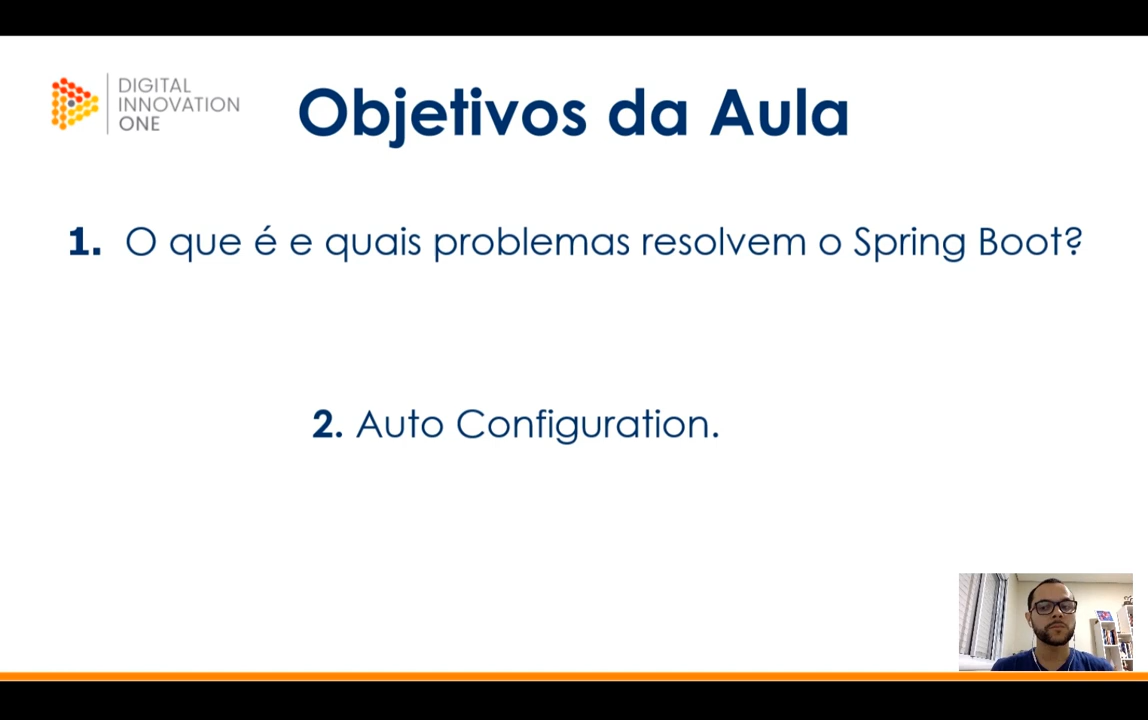 DIGITAL
INNOVATION
ONE
Objetivos da Aula
1. O que é e quais problemas resolvem o Spring Boot?
2. Auto Configuration.